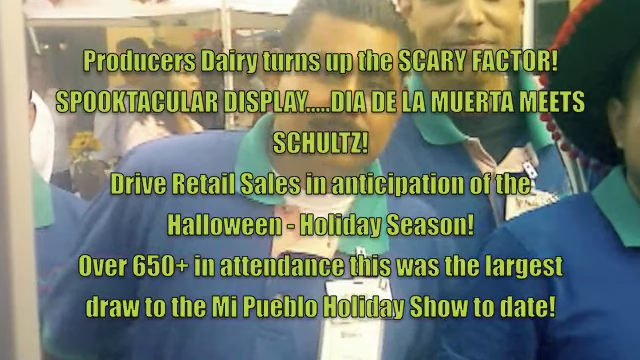 Producers Dairy turns up the SCARY FACTOR!
SPOOKTACULAR DISPLAY.....DIA DE LA MUERTA MEETS
SCHULTZ!
Drive Retail Sales in anticipation of the
Halloween - Holiday Season!
Over 650+ in attendance this was the largest
draw to the Mi Pueblo Holiday Show to date!